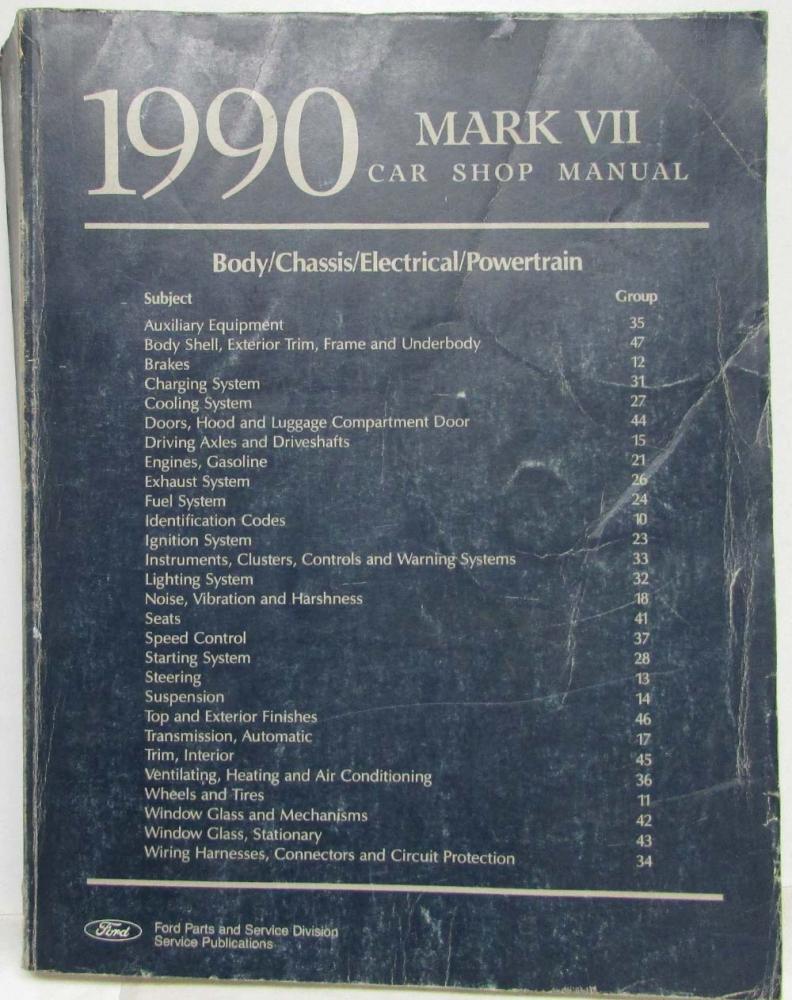 1990 MARK VII
CAR SHOP MANUAL
Body/Chassis/Electrical/Powertrain
Subject Group
Auxiliary Equipment 35
Body Shell, Exterior Trim, Frame and Underbody 47
Brakes 12
Charging System 31
Cooling System 27
Doors, Hood and Luggage Compartment Door 44
Driving Axles and Driveshafts 15
Engines, Gasoline 21
Exhaust System 26
Fuel System 24
Identification Codes 10
Ignition System 23
Instruments, Clusters, Controls and Warning Systems 33
Lighting System 32
Noise, Vibration and Harshness 18
Seats 41
Speed Control 37
Starting System 28
Steering 13
Suspension 14
Top and Exterior Finishes 46
Transmission, Automatic 17
Trim, Interior 45
Ventilating, Heating and Air Conditioning 36
Wheels and Tires 11
Window Glass and Mechanisms 42
Window Glass, Stationary 43
Wiring Harnesses, Connectors and Circuit Protection 34
Ford
Ford Parts and Service Division
Service Publications